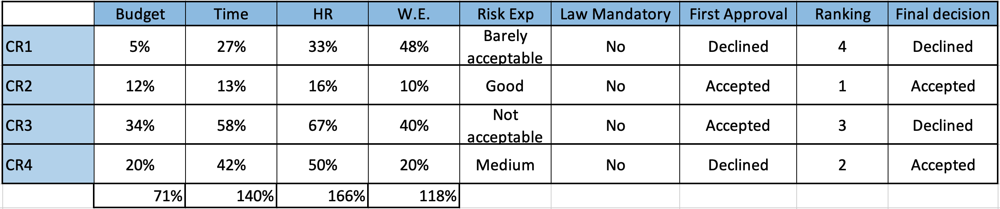 Budget Time HR W.E. Risk Exp Law Mandatory First Approval Ranking Final decision
CR1 5% 27% 33% 48% Barely acceptable No Declined 4 Declined
CR2 12% 13% 16% 10% Good No Accepted 1 Accepted
CR3 34% 58% 67% 40% Not acceptable No Accepted 3 Declined
CR4 20% 42% 50% 20% Medium No Declined 2 Accepted
71% 140% 166% 118%